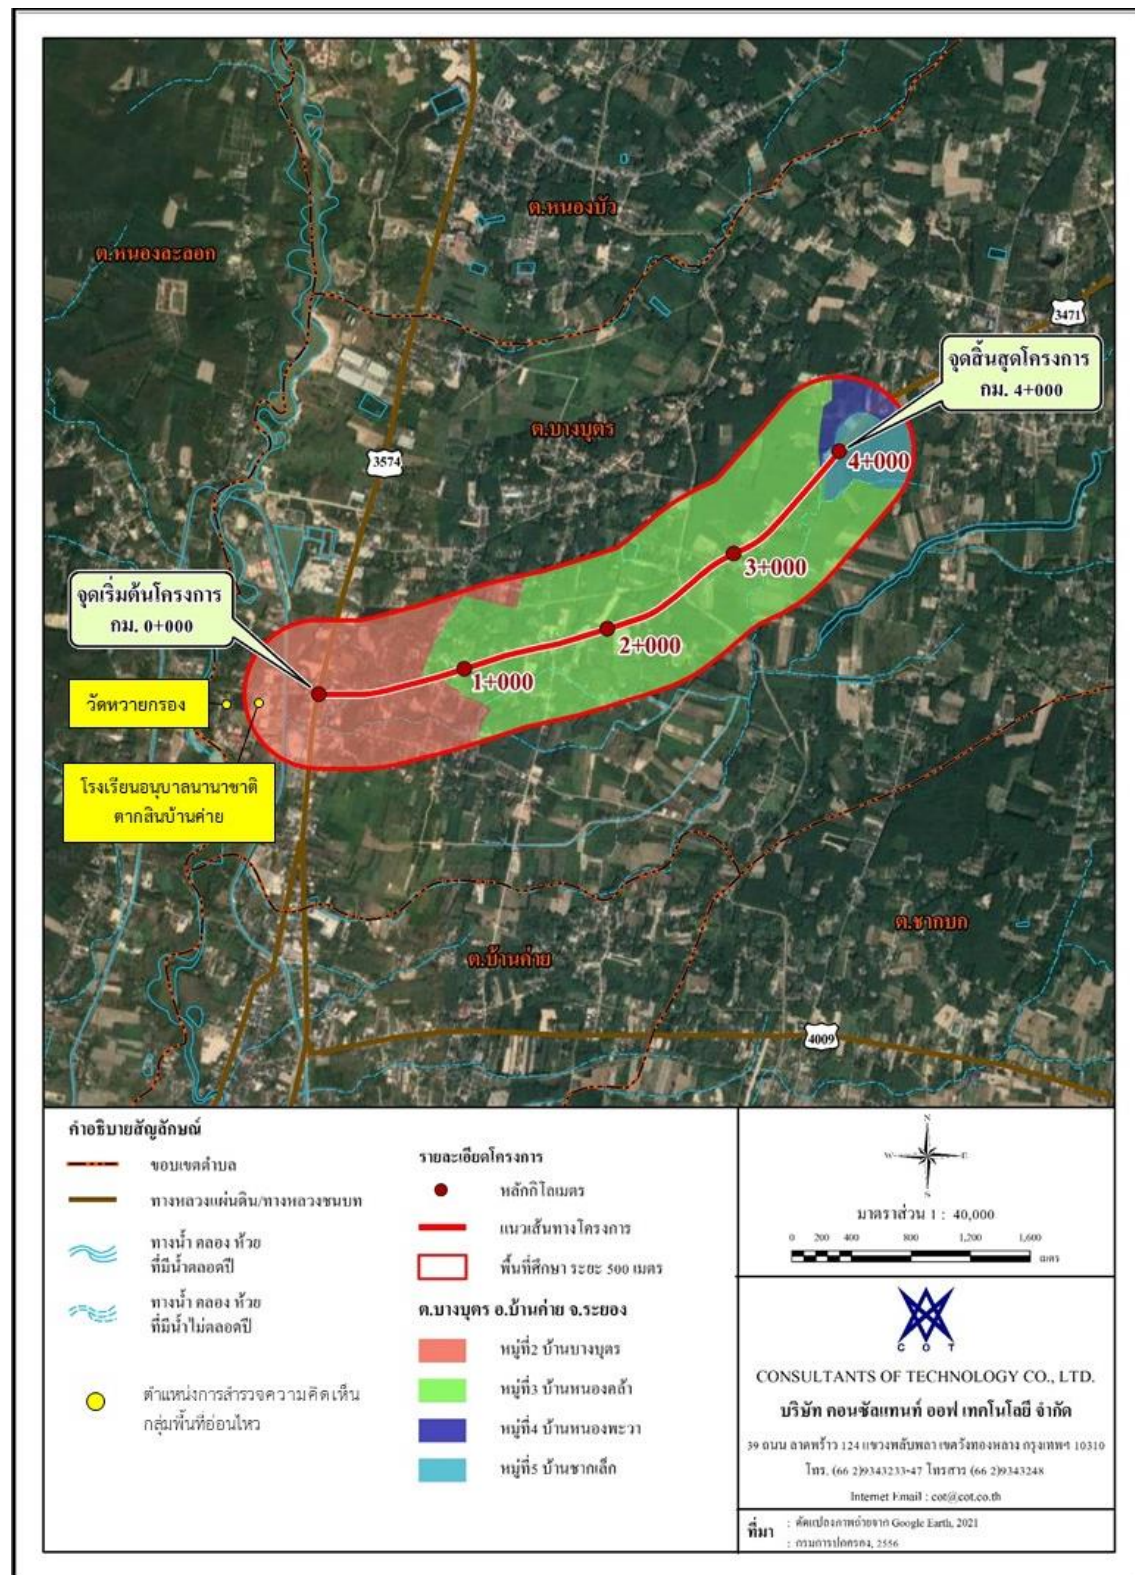 ต.หนองบัว
ต.หนองละลอก
3471
จุดสิ้นสุดโครงการ
กม. 4+000
ต.บางบุตร
3574
4+000
3+000
จุดเริ่มต้นโครงการ
กม. 0+000
2+000
1+000
วัดหวายกรอง
โรงเรียนอนุบาลนานาชาติ
ตากสินบ้านค่าย
ต.ชากบก
ต.บ้านค่าย
4009
คำอธิบายสัญลักษณ์
ขอบเขตตำบล
ทางหลวงแผ่นดิน/ทางหลวงชนบท
ทางน้ำ คลอง ห้วย
ที่มีน้ำตลอดปี
ทางน้ำ คลอง ห้วย
ที่มีน้ำไม่ตลอดปี
ตำแหน่งการสำรวจความคิดเห็น
กลุ่มพื้นที่อ่อนไหว
รายละเอียดโครงการ
หลักกิโลเมตร
แนวเส้นทางโครงการ
พื้นที่ศึกษา ระยะ 500 เมตร
ต.บางบุตร อ.บ้านค่าย จ.ระยอง
หมู่ที่2 บ้านบางบุตร
หมู่ที่3 บ้านหนองคล้า
หมู่ที่4 บ้านหนองพะวา
หมู่ที่5 บ้านชากเล็ก
N
W E
S
มาตราส่วน 1 : 40,000
0 200 400 800 1,200 1,600
เมตร
C O T
CONSULTANTS OF TECHNOLOGY CO., LTD.
บริษัท คอนซัลแทนท์ ออฟ เทคโนโลยี จำกัด
39 ถนน ลาดพร้าว 124 แขวงพลับพลา เขตวังทองหลาง กรุงเทพฯ 10310
โทร. (66 2)9343233-47 โทรสาร (66 2)9343248
Internet Email : cot@cot.co.th
ที่มา : ดัดแปลงภาพถ่ายจาก Google Earth, 2021
: กรมการปกครอง, 2556